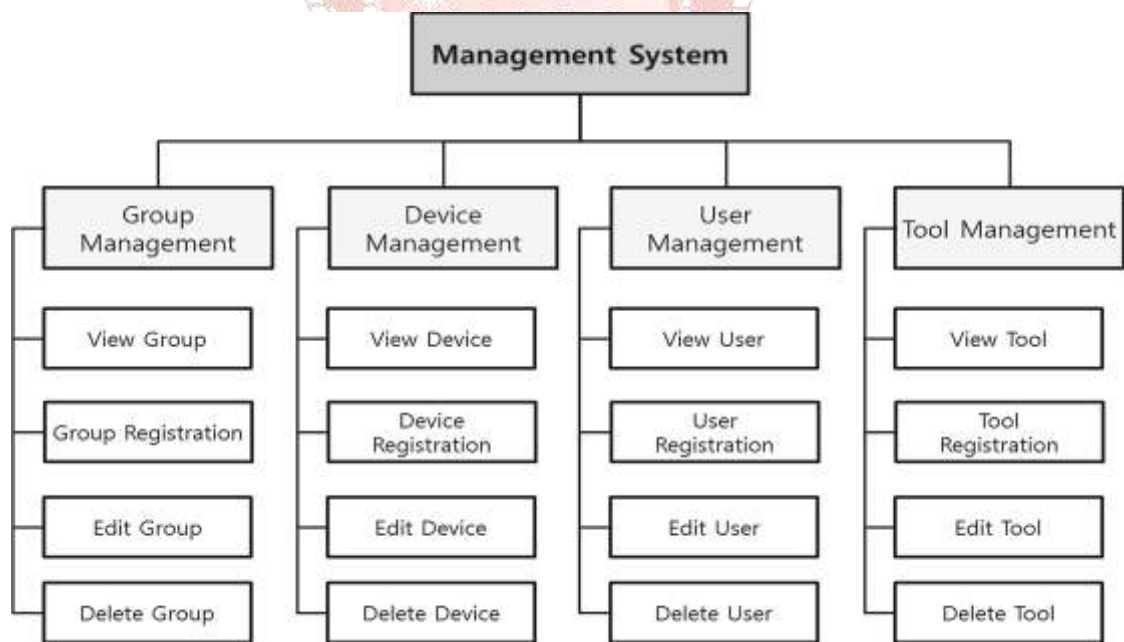 Management System
Group
Management
Device
Management
User
Management
Tool Management
View Group
View Device
View User
View Tool
Group Registration
Device
Registration
User
Registration
Tool
Registration
Edit Group
Edit Device
Edit User
Edit Tool
Delete Group
Delete Device
Delete User
Delete Tool